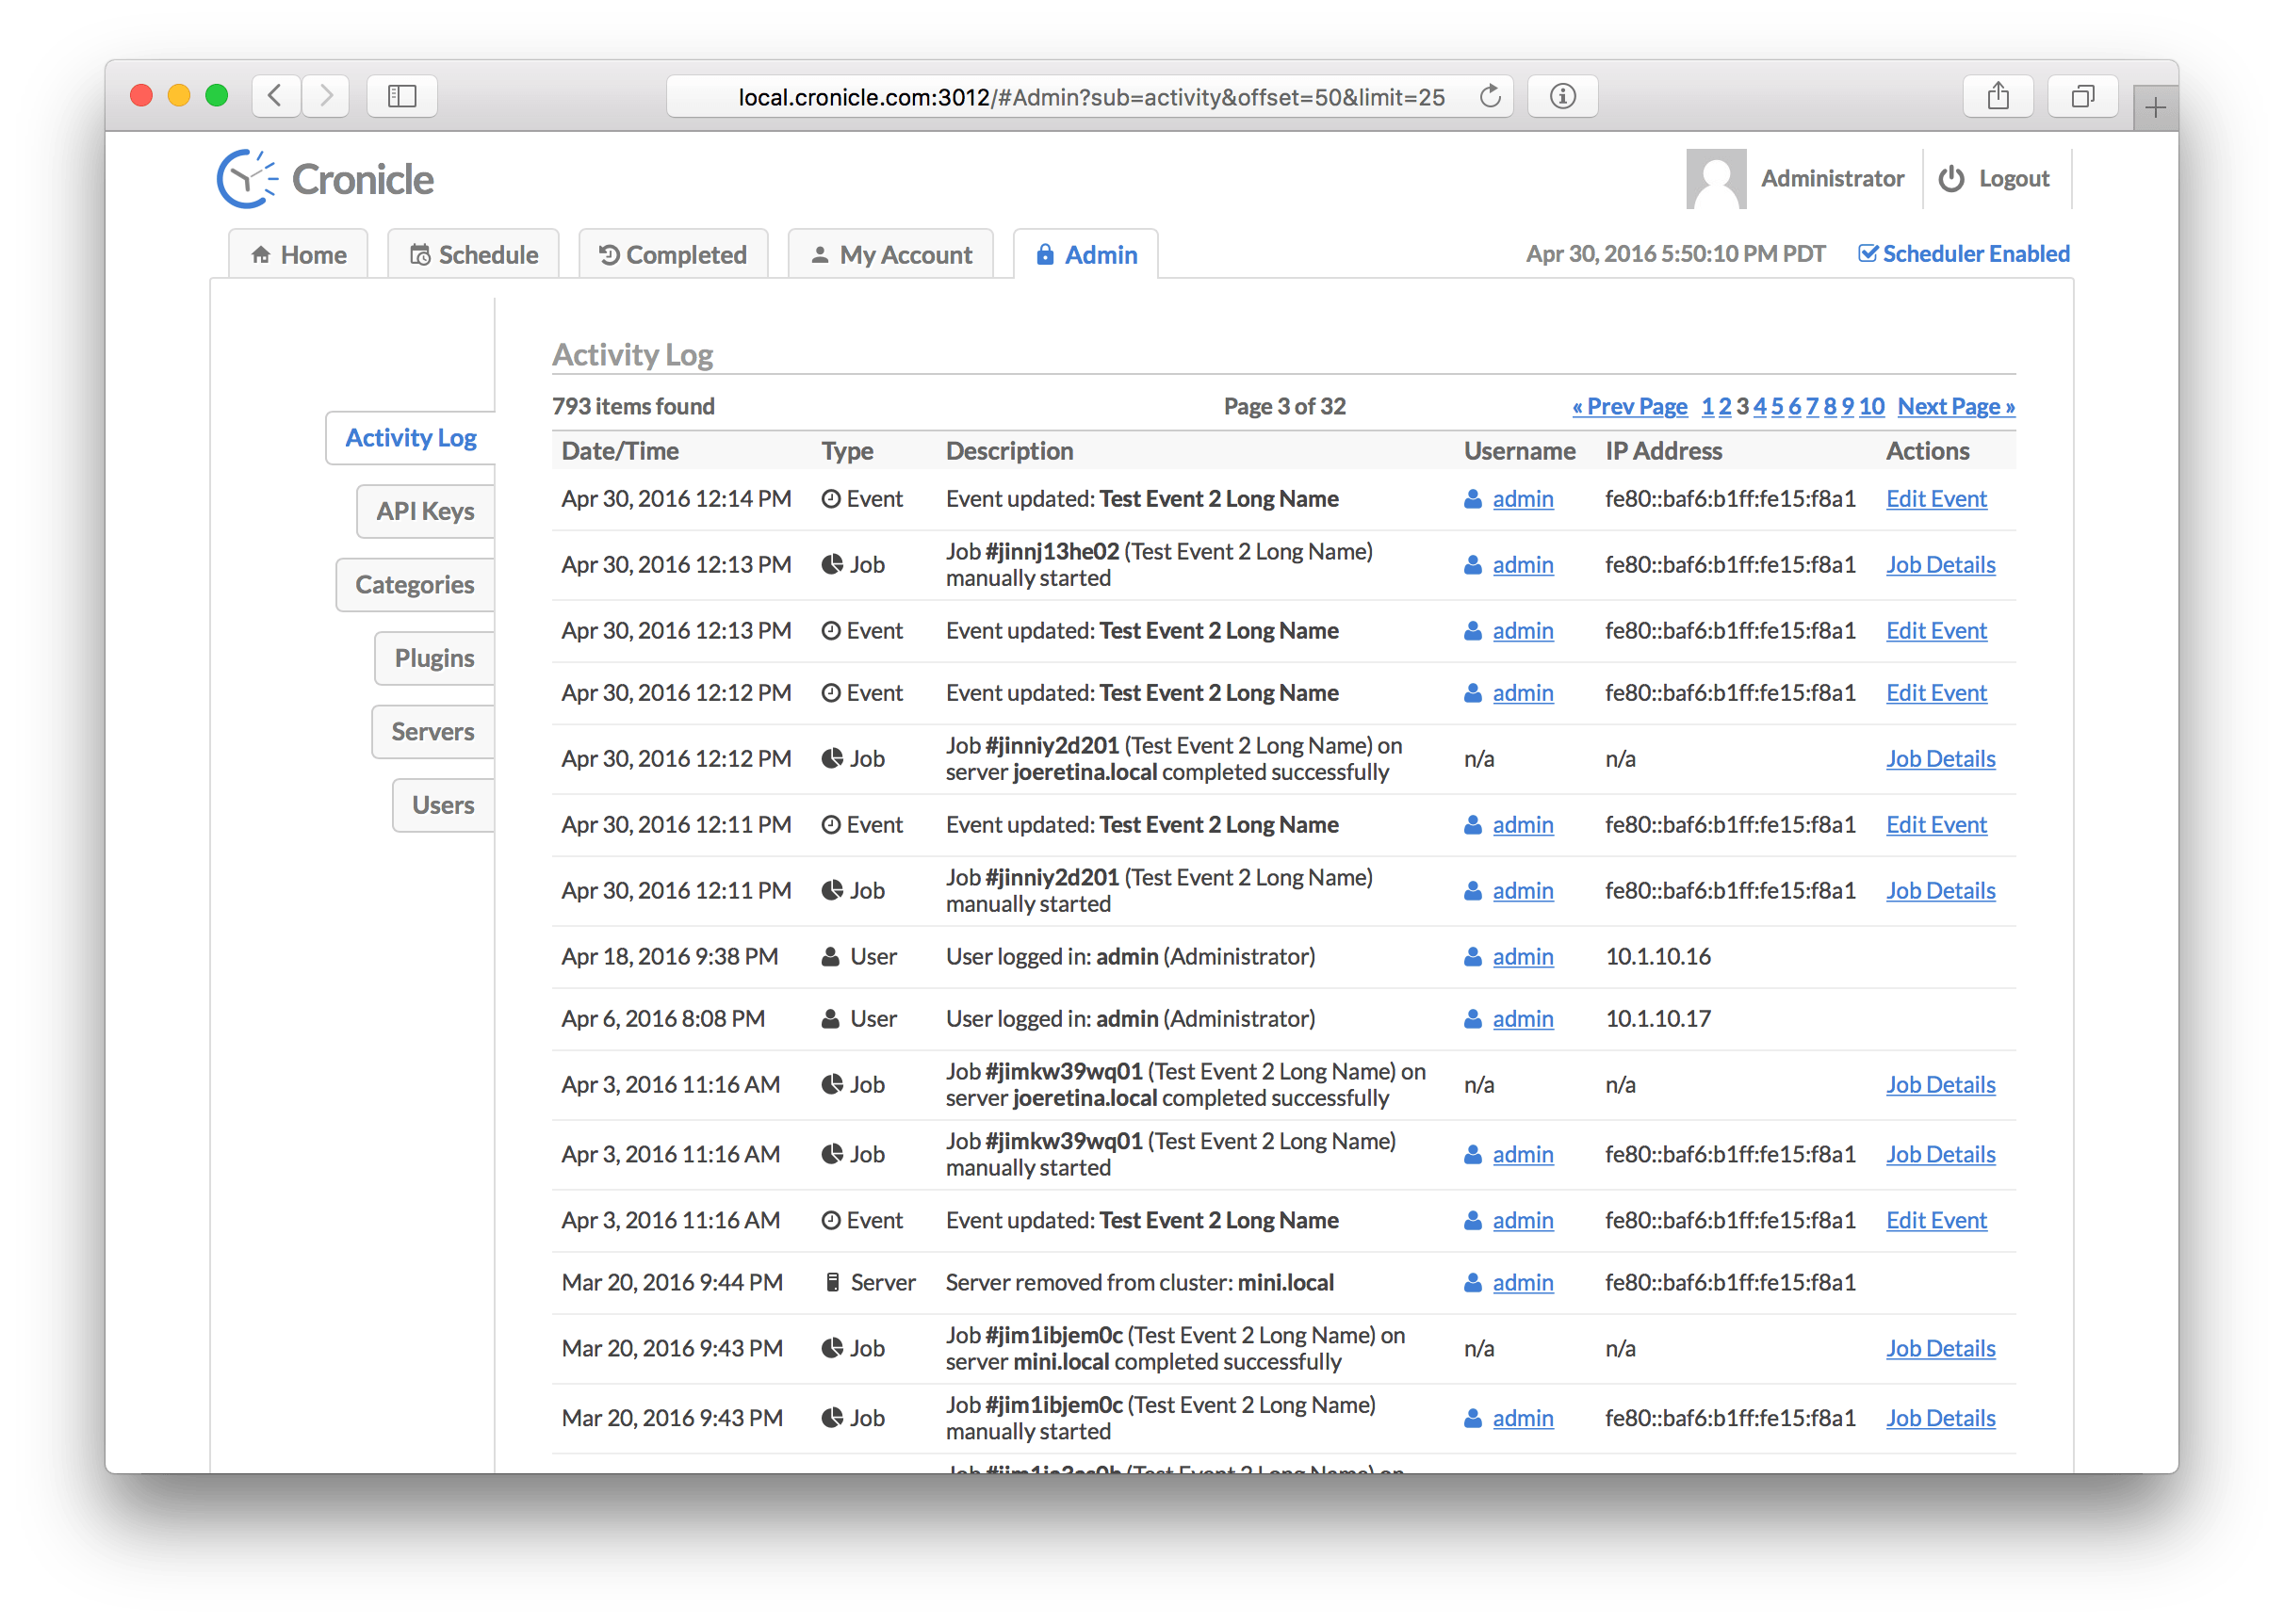 local.cronicle.com:3012/#Admin?sub=activity&offset=50&limit=25
Cronicle
Administrator
Logout
Home
Schedule
Completed
My Account
Admin
Apr 30, 2016 5:50:10 PM PDT
Scheduler Enabled
Activity Log
API Keys
Categories
Plugins
Servers
Users
Activity Log
793 items found
Page 3 of 32
« Prev Page 1 2 3 4 5 6 7 8 9 10 Next Page »
Date/Time Type Description Username IP Address Actions
Apr 30, 2016 12:14 PM Event Event updated: Test Event 2 Long Name admin fe80::baf6:b1ff:fe15:f8a1 Edit Event
Apr 30, 2016 12:13 PM Job Job #jinnj13he02 (Test Event 2 Long Name)
manually started admin fe80::baf6:b1ff:fe15:f8a1 Job Details
Apr 30, 2016 12:13 PM Event Event updated: Test Event 2 Long Name admin fe80::baf6:b1ff:fe15:f8a1 Edit Event
Apr 30, 2016 12:12 PM Event Event updated: Test Event 2 Long Name admin fe80::baf6:b1ff:fe15:f8a1 Edit Event
Apr 30, 2016 12:12 PM Job Job #jinniy2d201 (Test Event 2 Long Name) on
server joeretina.local completed successfully n/a n/a Job Details
Apr 30, 2016 12:11 PM Event Event updated: Test Event 2 Long Name admin fe80::baf6:b1ff:fe15:f8a1 Edit Event
Apr 30, 2016 12:11 PM Job Job #jinniy2d201 (Test Event 2 Long Name)
manually started admin fe80::baf6:b1ff:fe15:f8a1 Job Details
Apr 18, 2016 9:38 PM User User logged in: admin (Administrator) admin 10.1.10.16
Apr 6, 2016 8:08 PM User User logged in: admin (Administrator) admin 10.1.10.17
Apr 3, 2016 11:16 AM Job Job #jimkw39wq01 (Test Event 2 Long Name) on
server joeretina.local completed successfully n/a n/a Job Details
Apr 3, 2016 11:16 AM Job Job #jimkw39wq01 (Test Event 2 Long Name)
manually started admin fe80::baf6:b1ff:fe15:f8a1 Job Details
Apr 3, 2016 11:16 AM Event Event updated: Test Event 2 Long Name admin fe80::baf6:b1ff:fe15:f8a1 Edit Event
Mar 20, 2016 9:44 PM Server Server removed from cluster: mini.local admin fe80::baf6:b1ff:fe15:f8a1
Mar 20, 2016 9:43 PM Job Job #jim1ibjem0c (Test Event 2 Long Name) on
server mini.local completed successfully n/a n/a Job Details
Mar 20, 2016 9:43 PM Job Job #jim1ibjem0c (Test Event 2 Long Name)
manually started admin fe80::baf6:b1ff:fe15:f8a1 Job Details